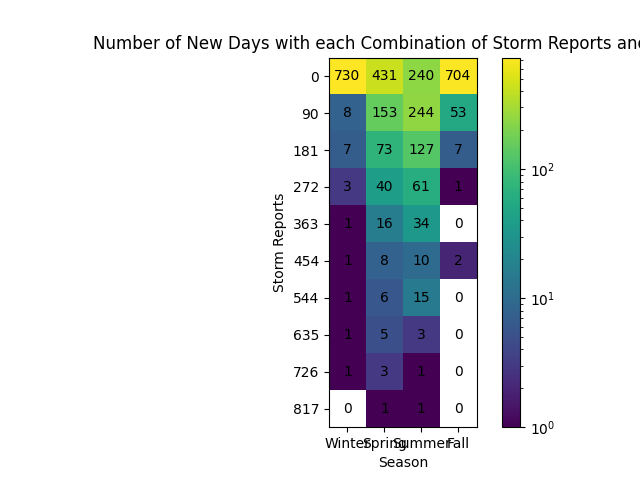 Number of New Days with each Combination of Storm Reports and
0 730 431 240 704
90 8 153 244 53
181 7 73 127 7
272 3 40 61 1
363 1 16 34 0
454 1 8 10 2
544 1 6 15 0
635 1 5 3 0
726 1 3 1 0
817 0 1 1 0
Storm Reports
Winter Spring Summer Fall
Season
10²
10¹
10⁰